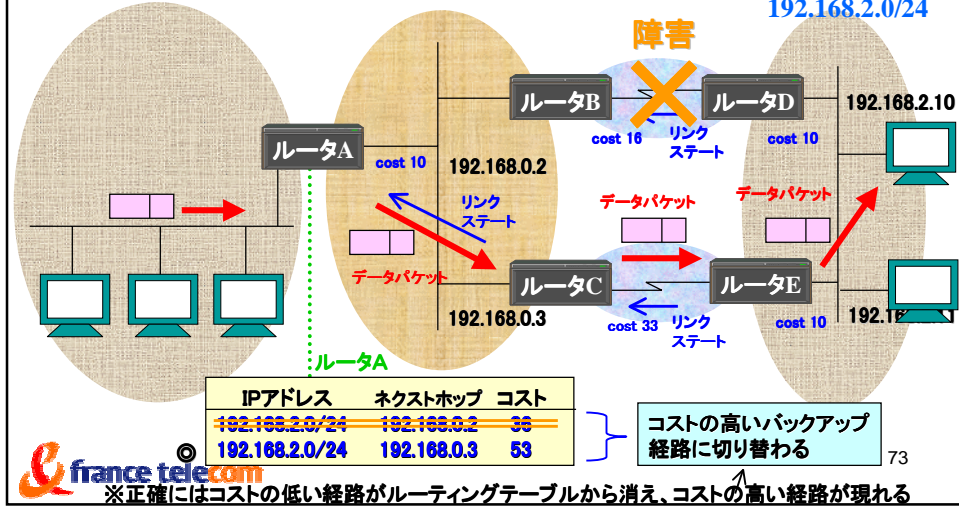 192.168.2.0/24
障害
ルータB
ルータD
192.168.2.10
cost 16
リンク
ステート
cost 10
ルータA
cost 10
192.168.0.2
リンク
ステート
データパケット
データパケット
データパケット
ルータC
ルータE
192.168.0.3
cost 33
リンク
ステート
cost 10
ルータA
IPアドレス ネクストホップ コスト
192.168.2.0/24 192.168.0.2 36
192.168.2.0/24 192.168.0.3 53
コストの高いバックアップ
経路に切り替わる
73
france telecom
※正確にはコストの低い経路がルーティングテーブルから消え、コストの高い経路が現れる